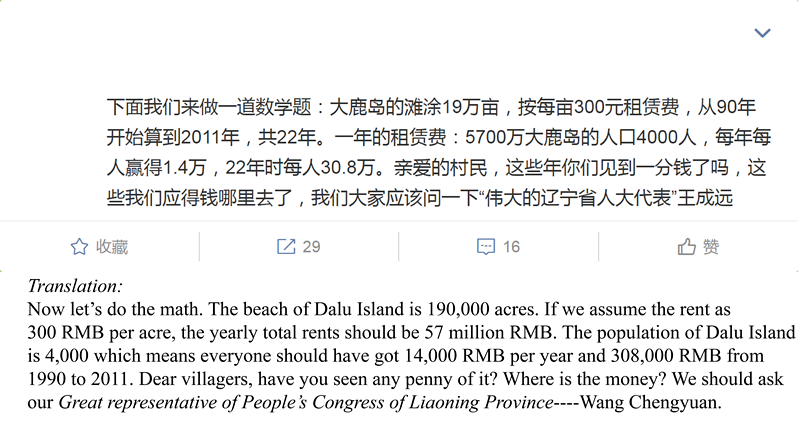 下面我们来做一道数学题：大鹿岛的滩涂19万亩，按每亩300元租赁费，从90年
开始算到2011年，共22年。一年的租赁费：5700万大鹿岛的人口4000人，每年每
人赢得1.4万，22年时每人30.8万。亲爱的村民，这些年你们见到一分钱了吗，这
些我们应得钱哪里去了，我们大家应该问一下“伟大的辽宁省人大代表”王成远
收藏 29 16 赞
Translation:
Now let’s do the math. The beach of Dalu Island is 190,000 acres. If we assume the rent as
300 RMB per acre, the yearly total rents should be 57 million RMB. The population of Dalu Island
is 4,000 which means everyone should have got 14,000 RMB per year and 308,000 RMB from
1990 to 2011. Dear villagers, have you seen any penny of it? Where is the money? We should ask
our Great representative of People’s Congress of Liaoning Province----Wang Chengyuan.